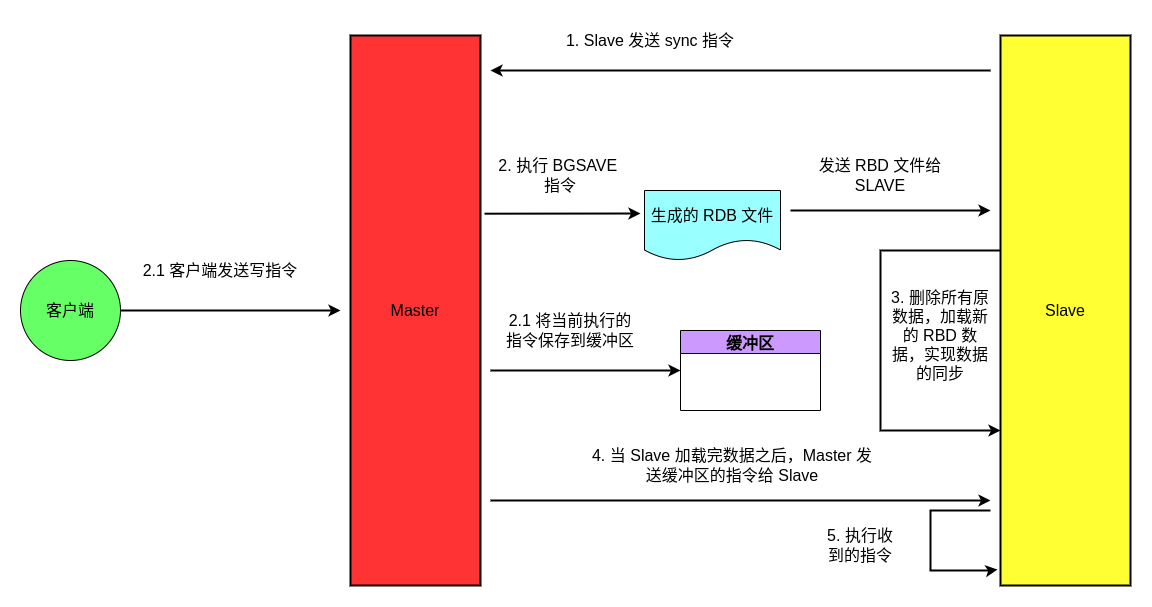 1. Slave 发送 sync 指令
2. 执行 BGSAVE
指令
发送 RBD 文件给
SLAVE
生成的 RDB 文件
2.1 客户端发送写指令
客户端
Master
2.1 将当前执行的
指令保存到缓冲区
缓冲区
3. 删除所有原
数据，加载新
的 RBD 数
据，实现数据
的同步
Slave
4. 当 Slave 加载完数据之后，Master 发
送缓冲区的指令给 Slave
5. 执行收
到的指令